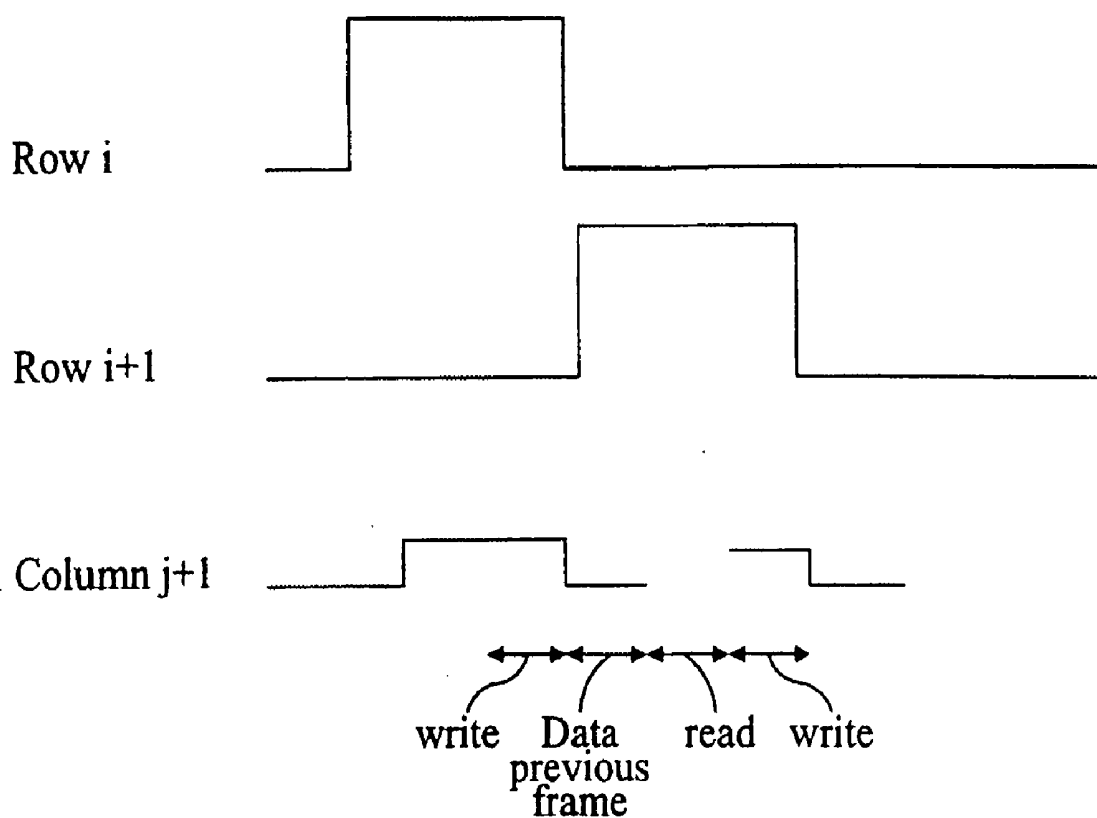 Row i
Row i+1
Column j+1
write Data read write
previous
frame